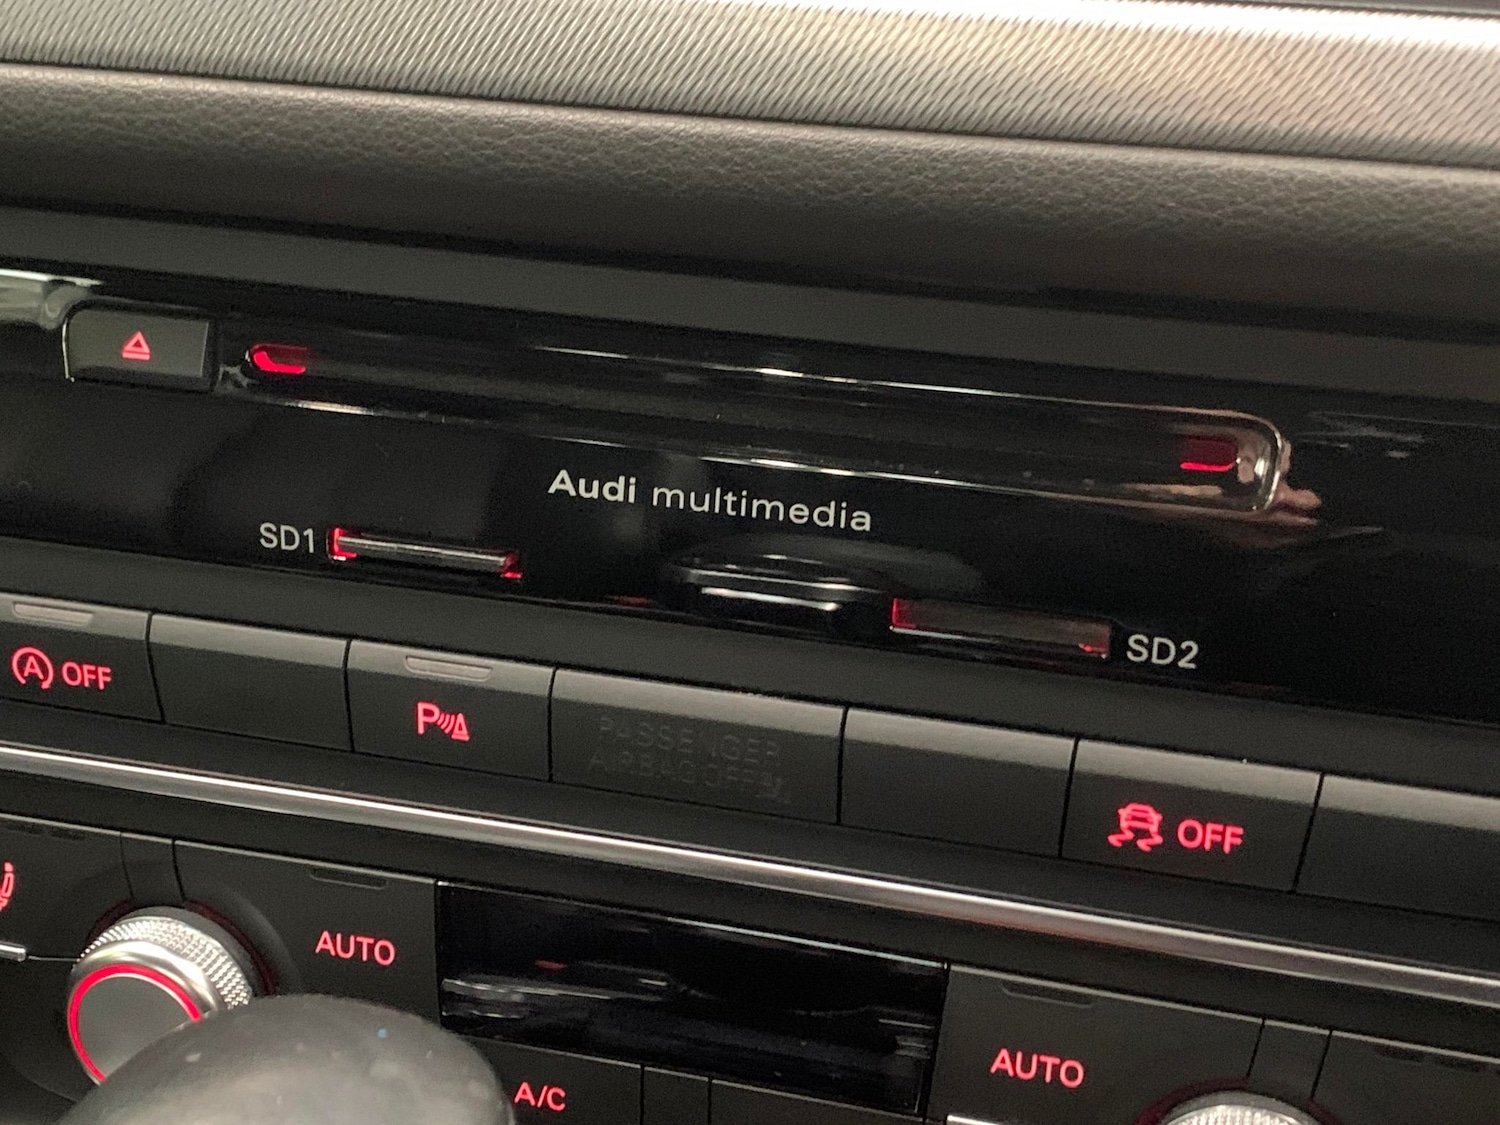 Audi multimedia
SD1
SD2
A OFF
P
PASSENGER
AIRBAG OFF
OFF
AUTO
AUTO
A/C